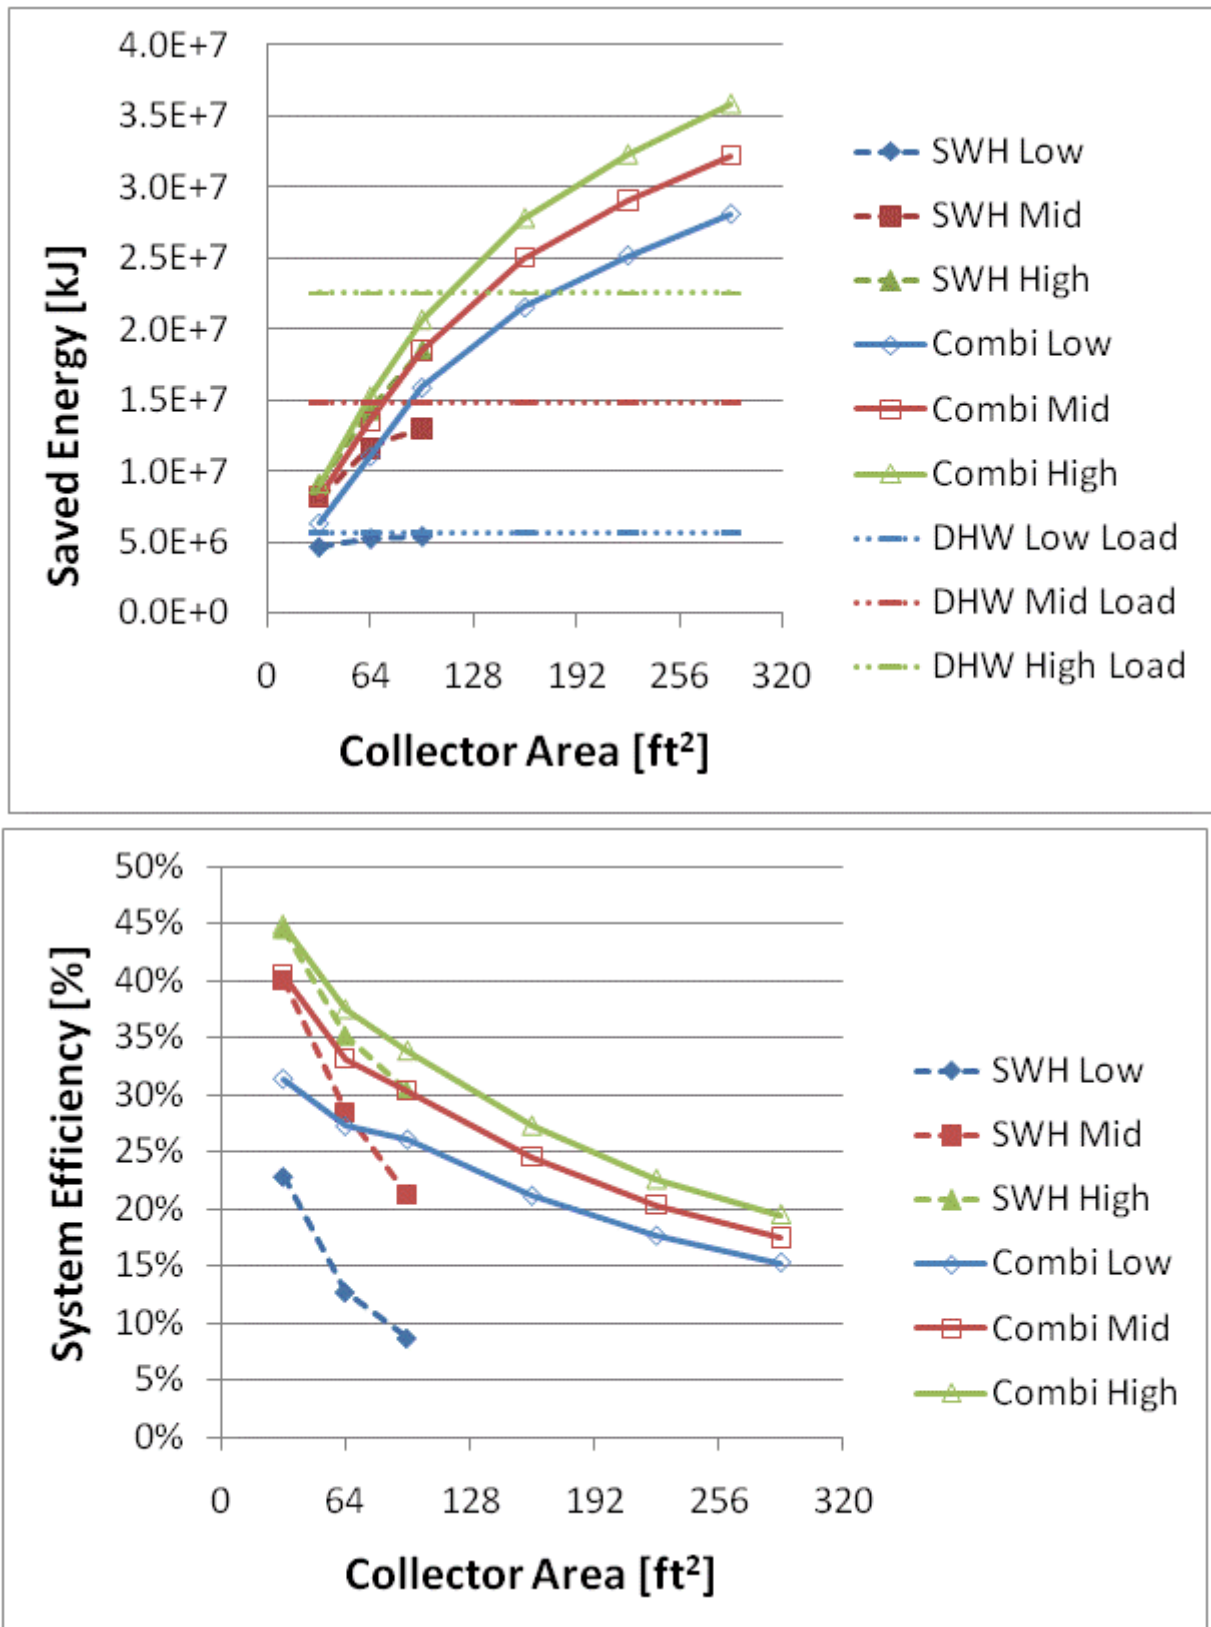 4.0E+7
3.5E+7
3.0E+7
2.5E+7
2.0E+7
1.5E+7
1.0E+7
5.0E+6
0.0E+0
Saved Energy [kJ]
0 64 128 192 256 320
Collector Area [ft²]
SWH Low
SWH Mid
SWH High
Combi Low
Combi Mid
Combi High
DHW Low Load
DHW Mid Load
DHW High Load
50%
45%
40%
35%
30%
25%
20%
15%
10%
5%
0%
System Efficiency [%]
0 64 128 192 256 320
Collector Area [ft²]
SWH Low
SWH Mid
SWH High
Combi Low
Combi Mid
Combi High